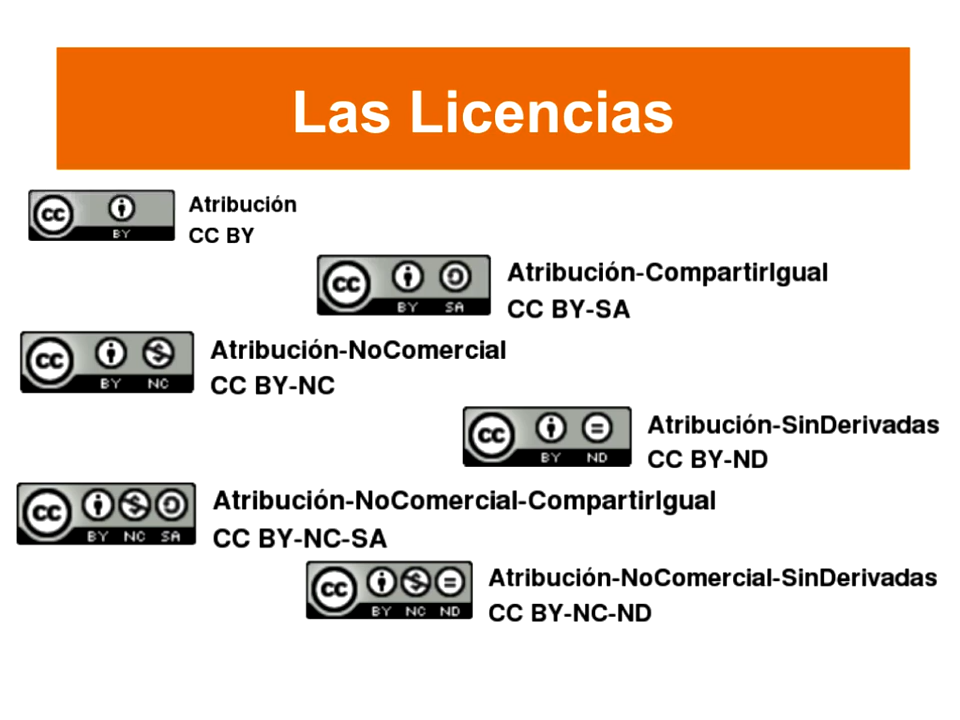 Las Licencias
cc
BY
Atribución
CC BY
cc
BY SA
Atribución-CompartirIgual
CC BY-SA
cc
BY NC
Atribución-NoComercial
CC BY-NC
cc
BY ND
Atribución-SinDerivadas
CC BY-ND
cc
BY NC SA
Atribución-NoComercial-CompartirIgual
CC BY-NC-SA
cc
BY NC ND
Atribución-NoComercial-SinDerivadas
CC BY-NC-ND